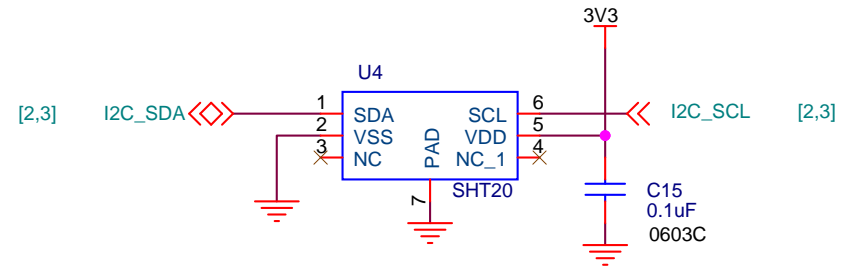 3V3
U4
[2,3] I2C_SDA 1 SDA SCL 6 I2C_SCL [2,3]
2 VSS VDD 5
3 NC PAD NC_1 4
7 SHT20
C15
0.1uF
0603C